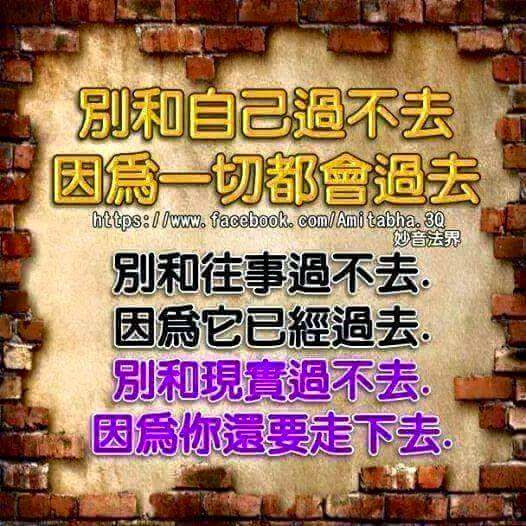 別和自己過不去
因爲一切都會過去
https://www.facebook.com/Amitabha.3Q
妙音法界
別和往事過不去.
因爲它已經過去.
別和現實過不去.
因爲你還要走下去.